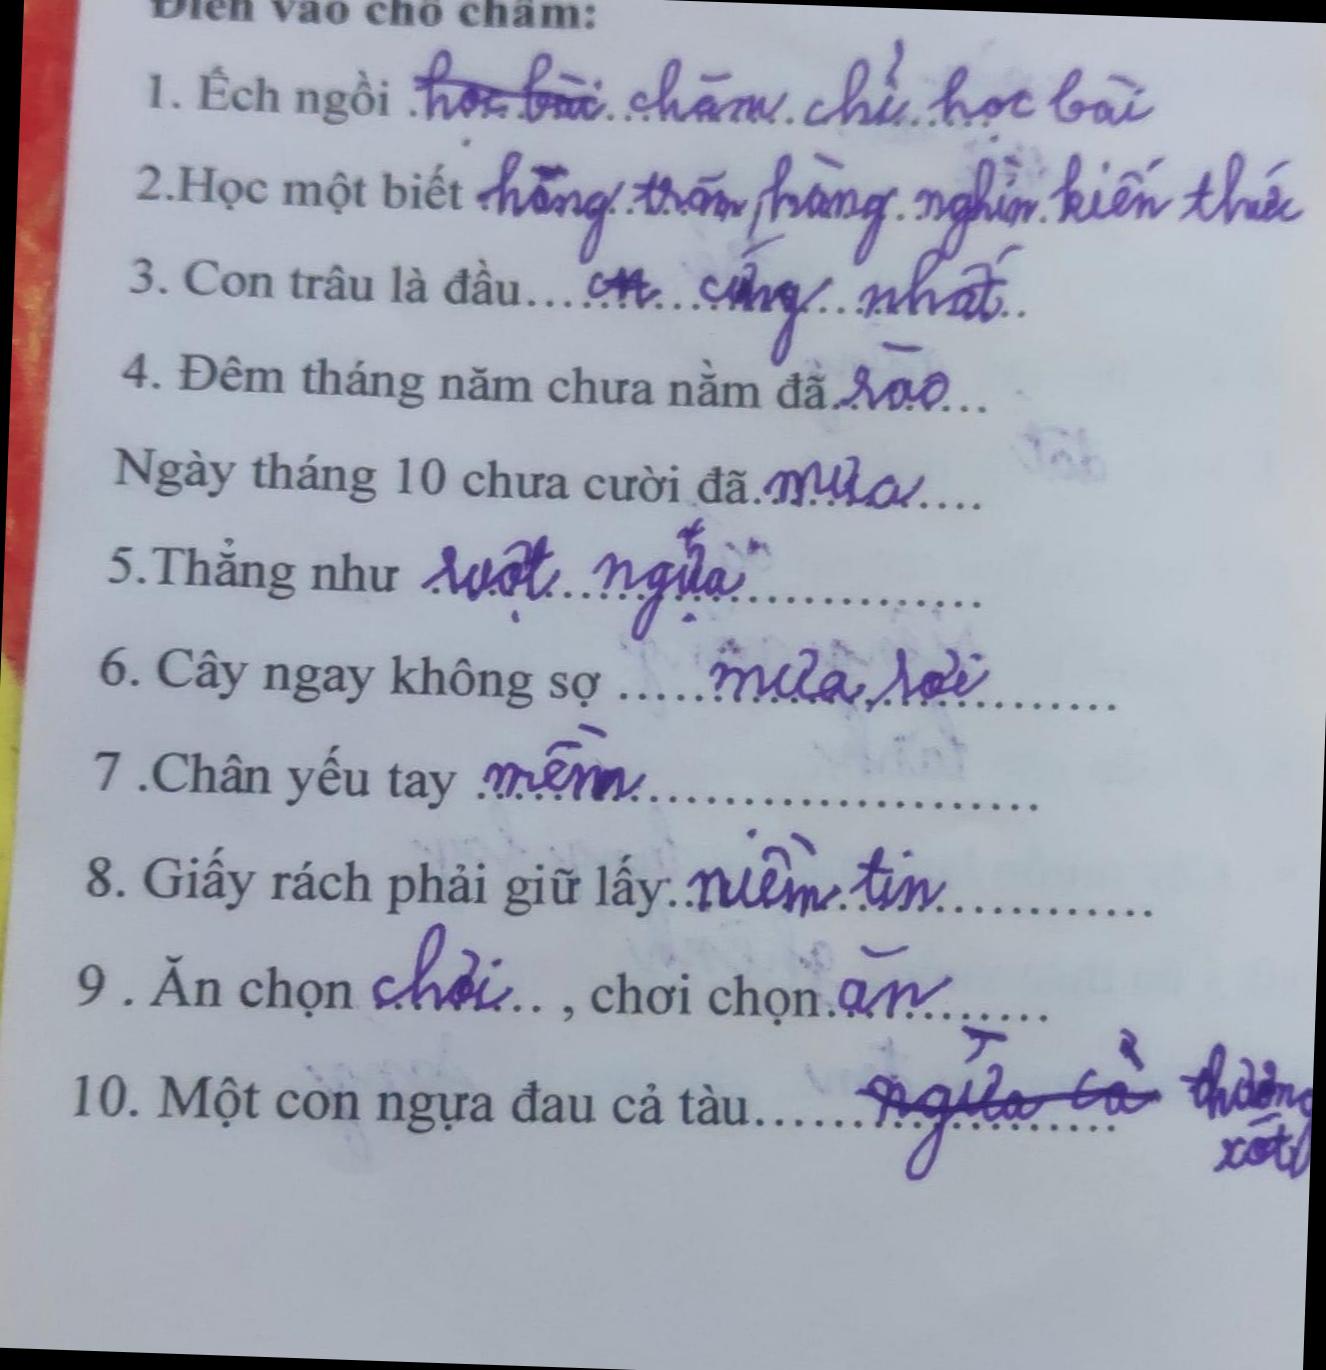 Điền vào chỗ chấm:
1. Ếch ngồi học bài chăm chỉ học bài
2.Học một biết hàng trăm, hàng nghìn kiến thức
3. Con trâu là đầu...... cứng nhất..
4. Đêm tháng năm chưa nằm đã..rào...
Ngày tháng 10 chưa cười đã.mưa....
5.Thẳng như ruột ngựa..............
6. Cây ngay không sợ .....mưa, rơi.........
7 .Chân yếu tay mềm......................
8. Giấy rách phải giữ lấy:..niềm tin............
9 . Ăn chọn chơi.. , chơi chọn.ăn.......
10. Một con ngựa đau cả tàu......ngựa cả thương
xót